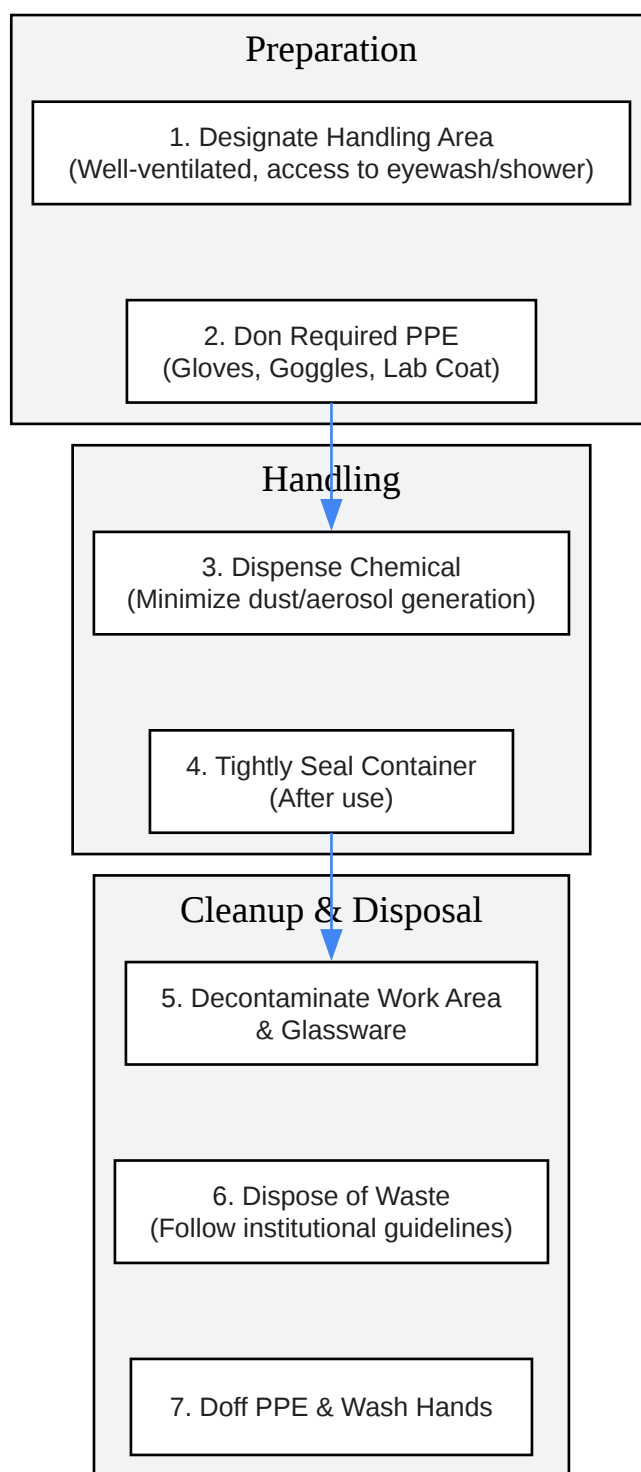 Preparation
1. Designate Handling Area
(Well-ventilated, access to eyewash/shower)
2. Don Required PPE
(Gloves, Goggles, Lab Coat)
Handling
3. Dispense Chemical
(Minimize dust/aerosol generation)
4. Tightly Seal Container
(After use)
Cleanup & Disposal
5. Decontaminate Work Area
& Glassware
6. Dispose of Waste
(Follow institutional guidelines)
7. Doff PPE & Wash Hands